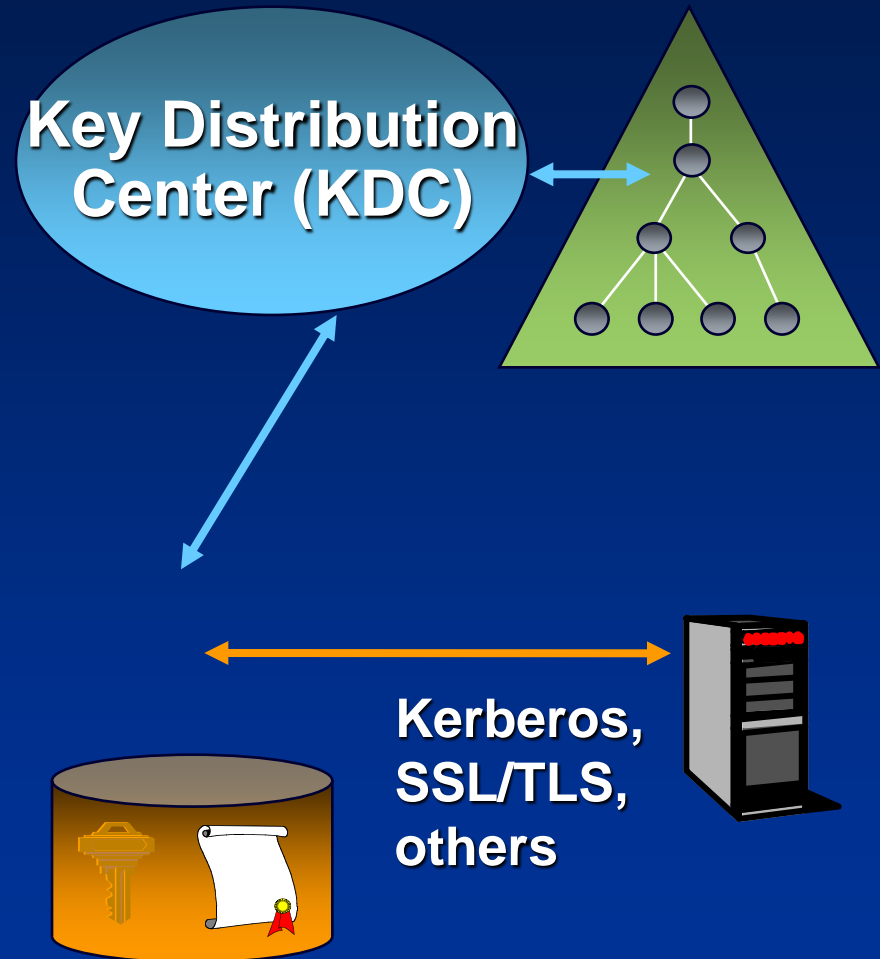 Key Distribution
Center (KDC)
Kerberos,
SSL/TLS,
others